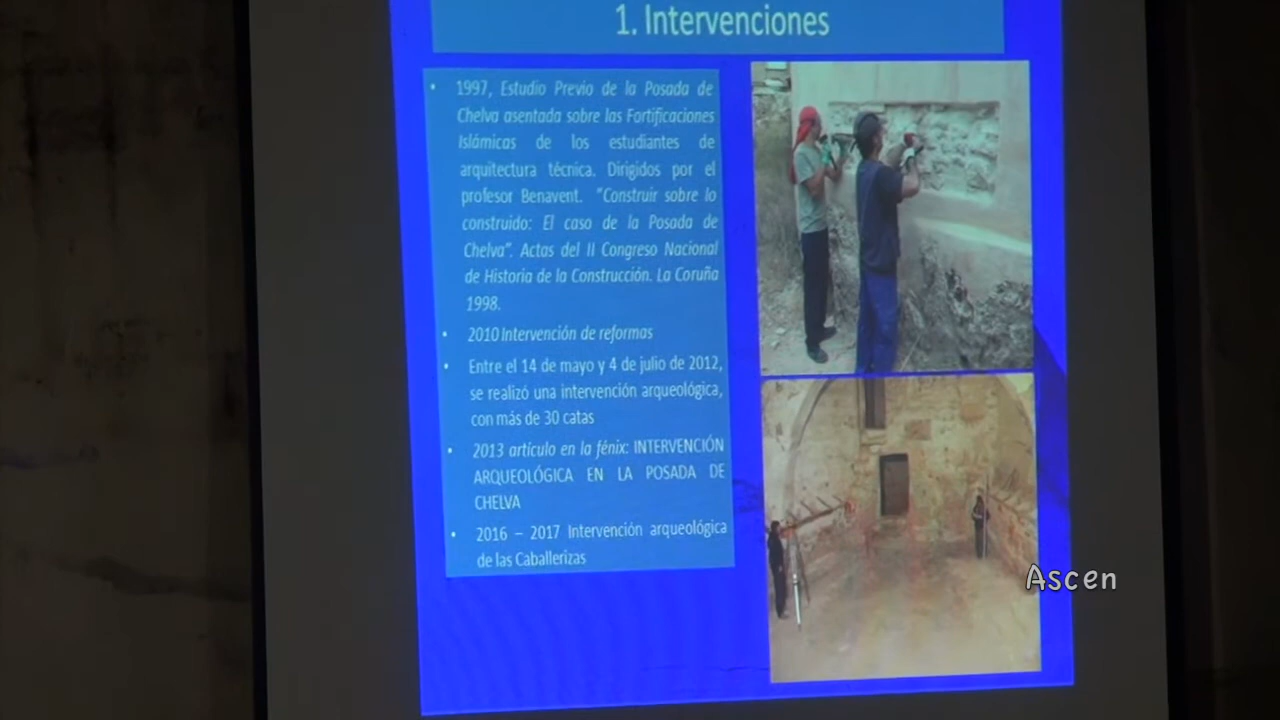 1. Intervenciones
• 1997, Estudio Previo de la Posada de
Chelva asentada sobre las Fortificaciones
Islámicas de los estudiantes de
arquitectura técnica. Dirigidos por el
profesor Benavent. "Construir sobre lo
construido: El caso de la Posada de
Chelva". Actas del II Congreso Nacional
de Historia de la Construcción. La Coruña
1998.
• 2010 Intervención de reformas
• Entre el 14 de mayo y 4 de julio de 2012,
se realizó una intervención arqueológica,
con más de 30 catas
• 2013 artículo en la fénix: INTERVENCIÓN
ARQUEOLÓGICA EN LA POSADA DE
CHELVA
• 2016 – 2017 Intervención arqueológica
de las Caballerizas
Ascen